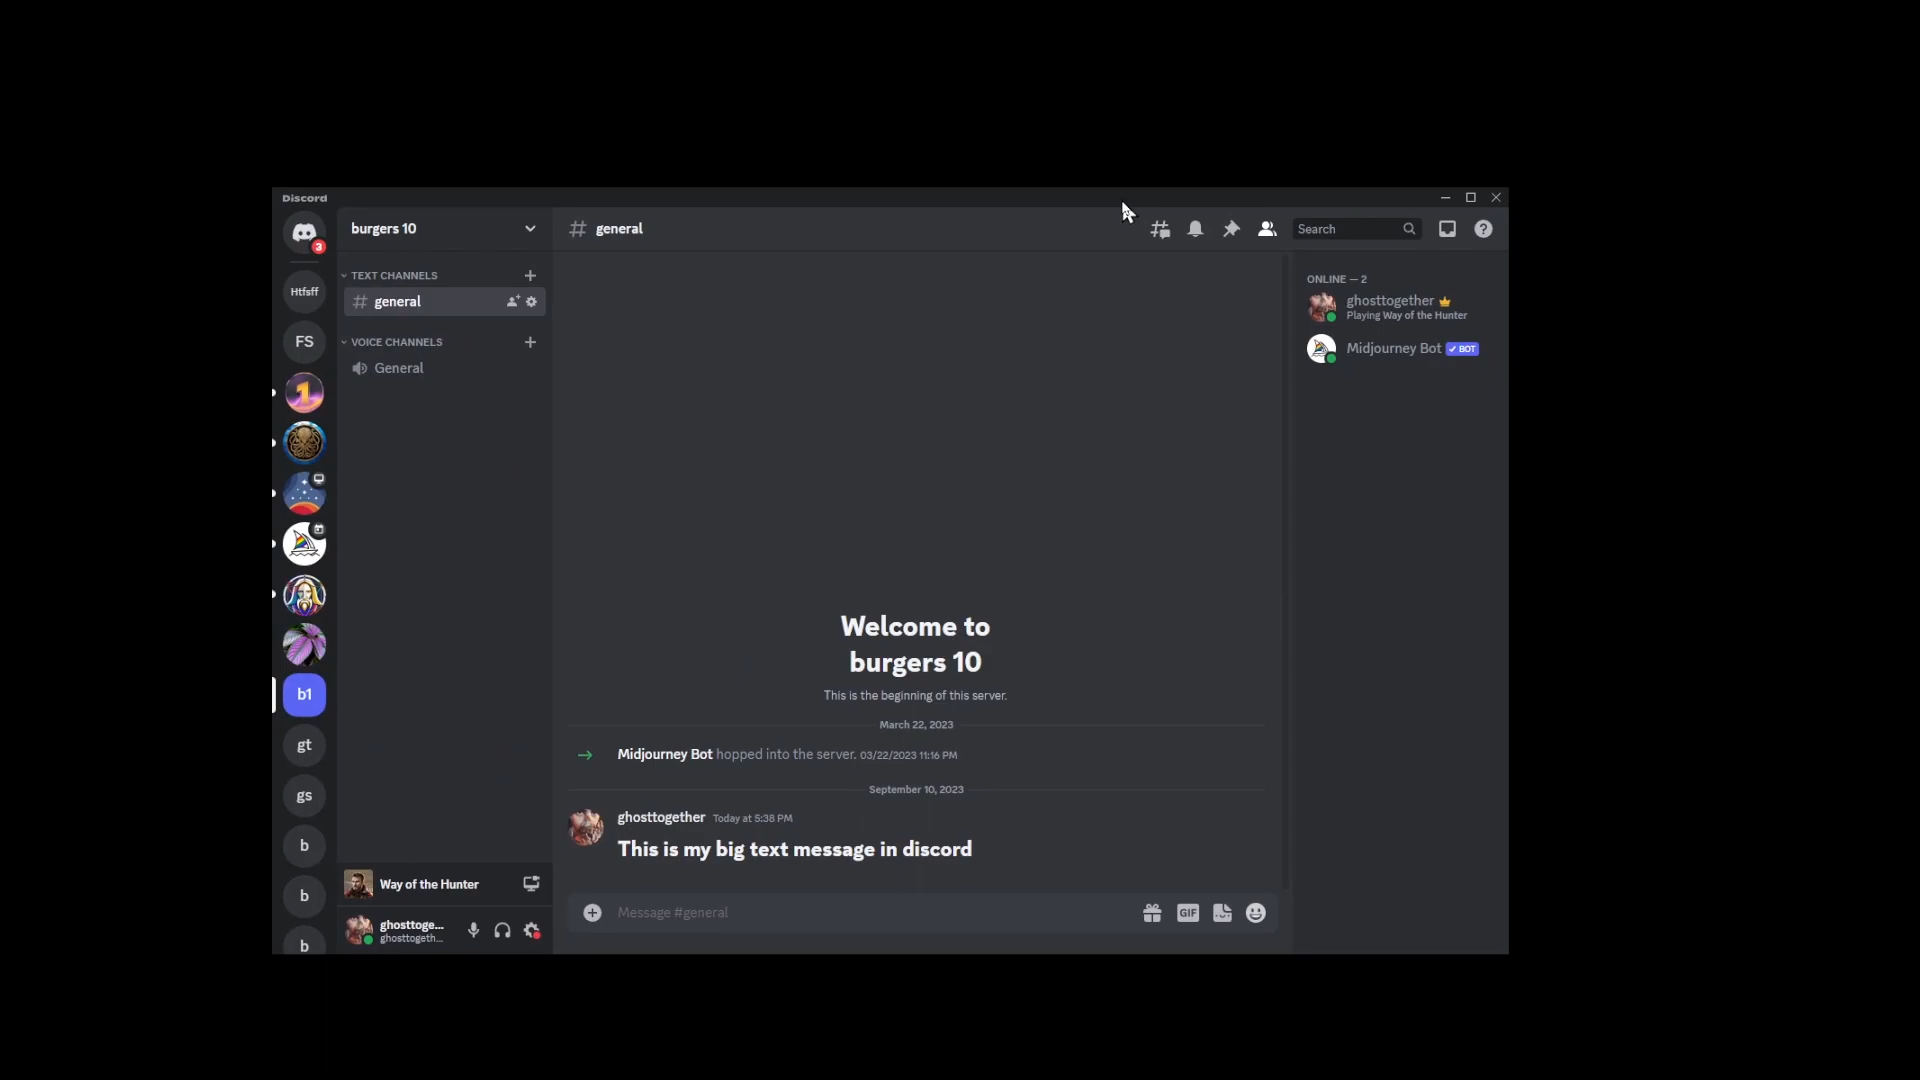 Discord
burgers 10
general
Search
3
TEXT CHANNELS
general
VOICE CHANNELS
General
Htfsff
FS
1
b1
gt
gs
b
b
b
Way of the Hunter
ghosttoge...
ghosttogeth...
Welcome to
burgers 10
This is the beginning of this server.
March 22, 2023
Midjourney Bot hopped into the server. 03/22/2023 11:16 PM
September 10, 2023
ghosttogether Today at 5:38 PM
This is my big text message in discord
Message #general
GIF
ONLINE — 2
ghosttogether
Playing Way of the Hunter
Midjourney Bot BOT